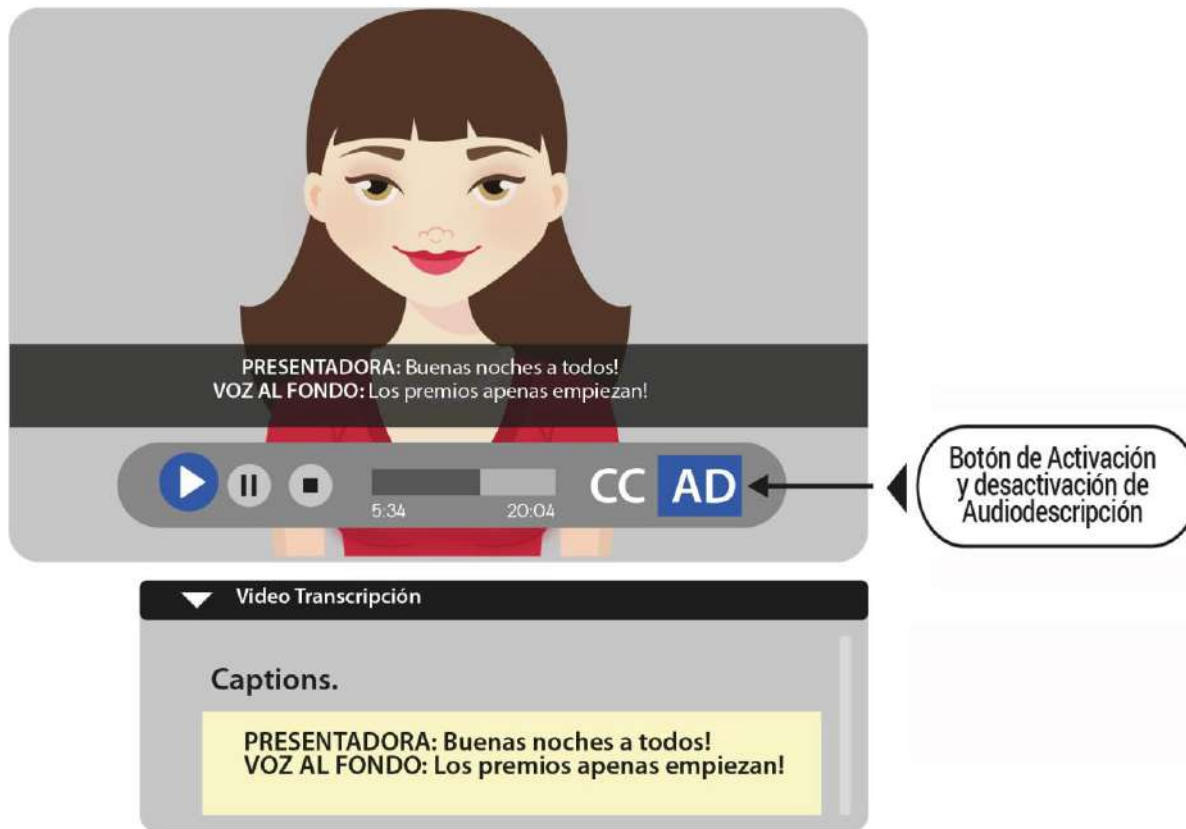 PRESENTADORA: Buenas noches a todos!
VOZ AL FONDO: Los premios apenas empiezan!
5:34 20:04 CC AD
Botón de Activación
y desactivación de
Audiodescripción
Video Transcripción
Captions.
PRESENTADORA: Buenas noches a todos!
VOZ AL FONDO: Los premios apenas empiezan!